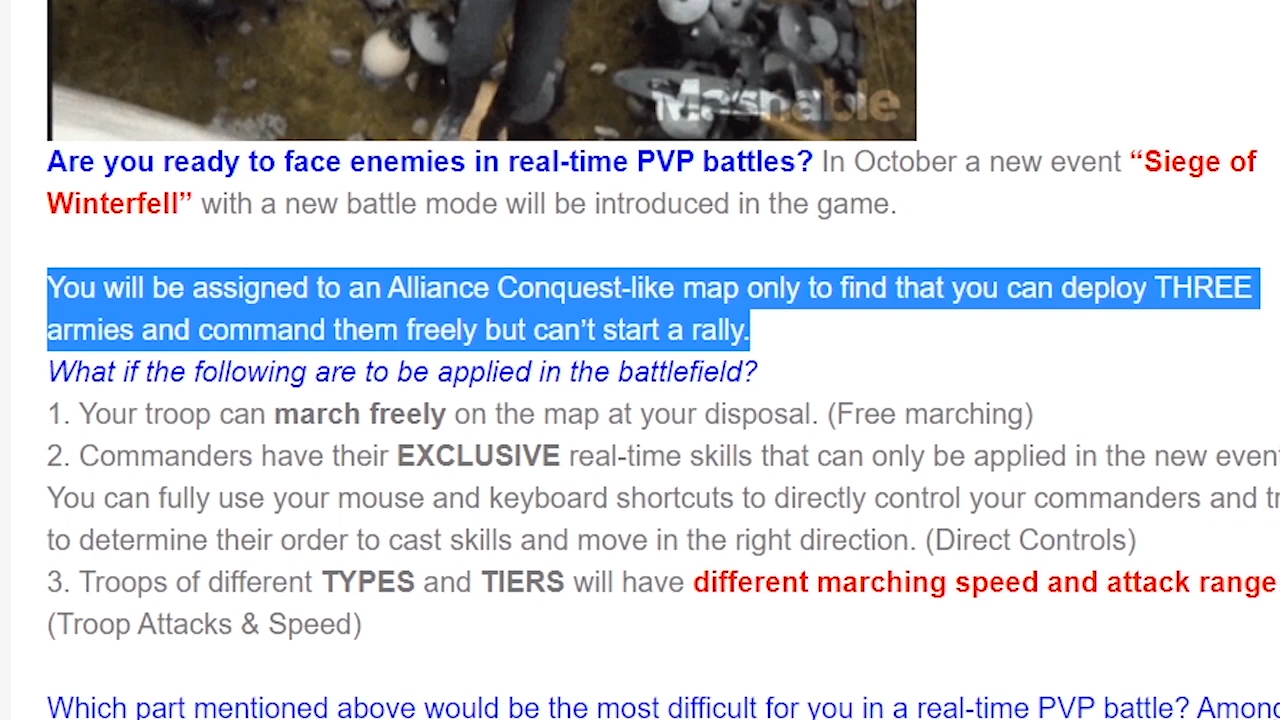 Mashable
Are you ready to face enemies in real-time PVP battles? In October a new event “Siege of
Winterfell” with a new battle mode will be introduced in the game.
You will be assigned to an Alliance Conquest-like map only to find that you can deploy THREE
armies and command them freely but can’t start a rally.
What if the following are to be applied in the battlefield?
1. Your troop can march freely on the map at your disposal. (Free marching)
2. Commanders have their EXCLUSIVE real-time skills that can only be applied in the new event
You can fully use your mouse and keyboard shortcuts to directly control your commanders and tr
to determine their order to cast skills and move in the right direction. (Direct Controls)
3. Troops of different TYPES and TIERS will have different marching speed and attack range
(Troop Attacks & Speed)
Which part mentioned above would be the most difficult for you in a real-time PVP battle? Among